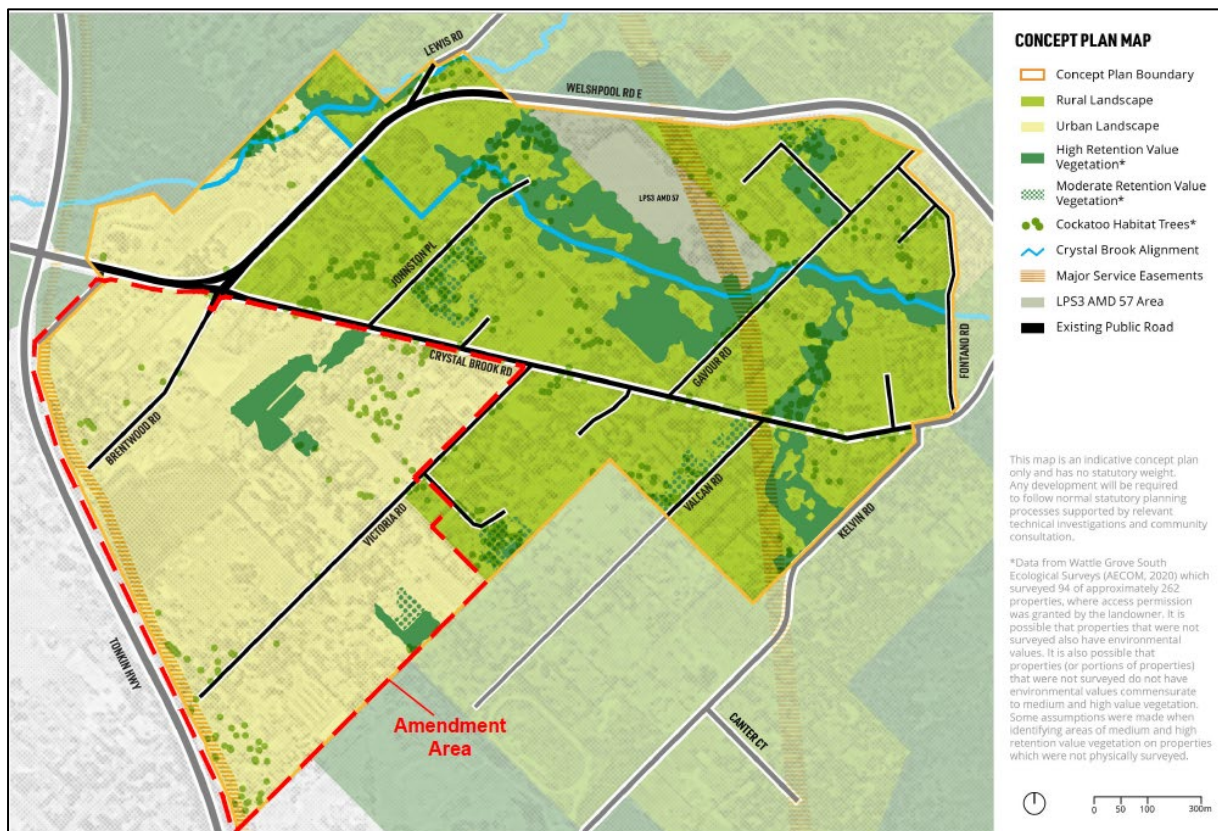 LEWIS RD
WELSHPOOL RD E
LPS3 AMD 57
JOHNSTON PL
CRYSTAL BROOK RD
GAVOUR RD
FONTANO RD
BRENTWOOD RD
VICTORIA RD
VALCAN RD
KELVIN RD
TONKIN HWY
CANTER CT
Amendment
Area
CONCEPT PLAN MAP
Concept Plan Boundary
Rural Landscape
Urban Landscape
High Retention Value
Vegetation*
Moderate Retention Value
Vegetation*
Cockatoo Habitat Trees*
Crystal Brook Alignment
Major Service Easements
LPS3 AMD 57 Area
Existing Public Road
This map is an indicative concept plan
only and has no statutory weight.
Any development will be required
to follow normal statutory planning
processes supported by relevant
technical investigations and community
consultation.
*Data from Wattle Grove South
Ecological Surveys (AECOM, 2020) which
surveyed 94 of approximately 262
properties, where access permission
was granted by the landowner. It is
possible that properties that were not
surveyed also have environmental
values. It is also possible that
properties (or portions of properties)
that were not surveyed do not have
environmental values commensurate
to medium and high value vegetation.
Some assumptions were made when
identifying areas of medium and high
retention value vegetation on properties
which were not physically surveyed.
0 50 100 300m